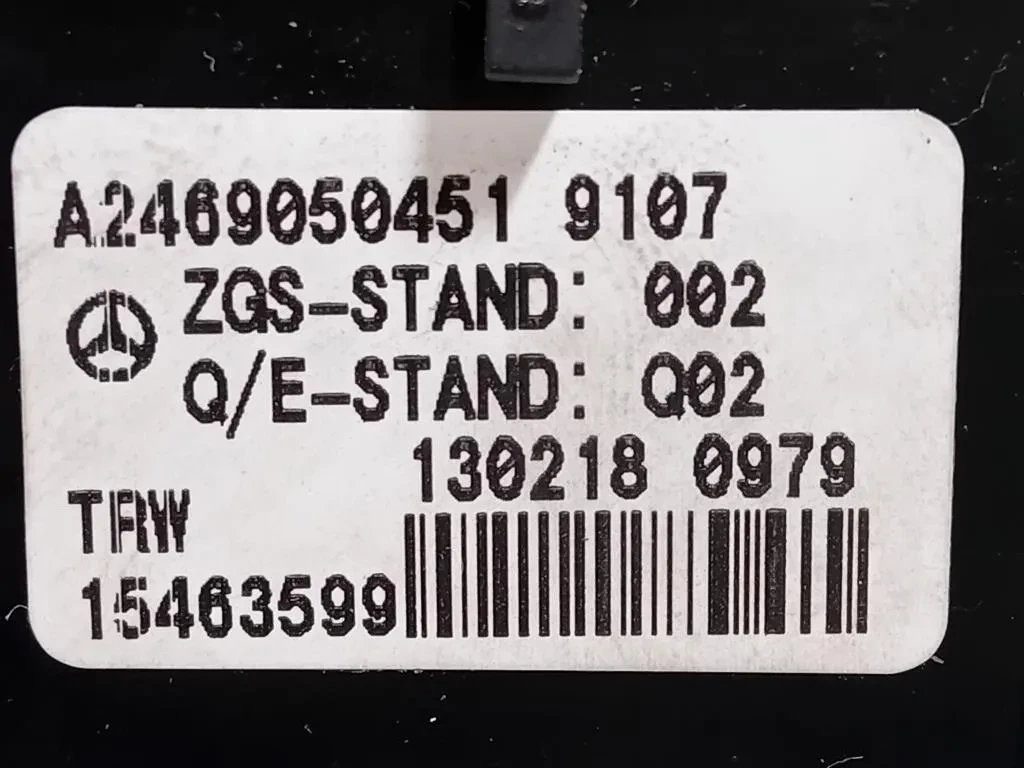 A2469050451 9107
ZGS-STAND: 002
Q/E-STAND: Q02
130218 0979
TRW
15463599